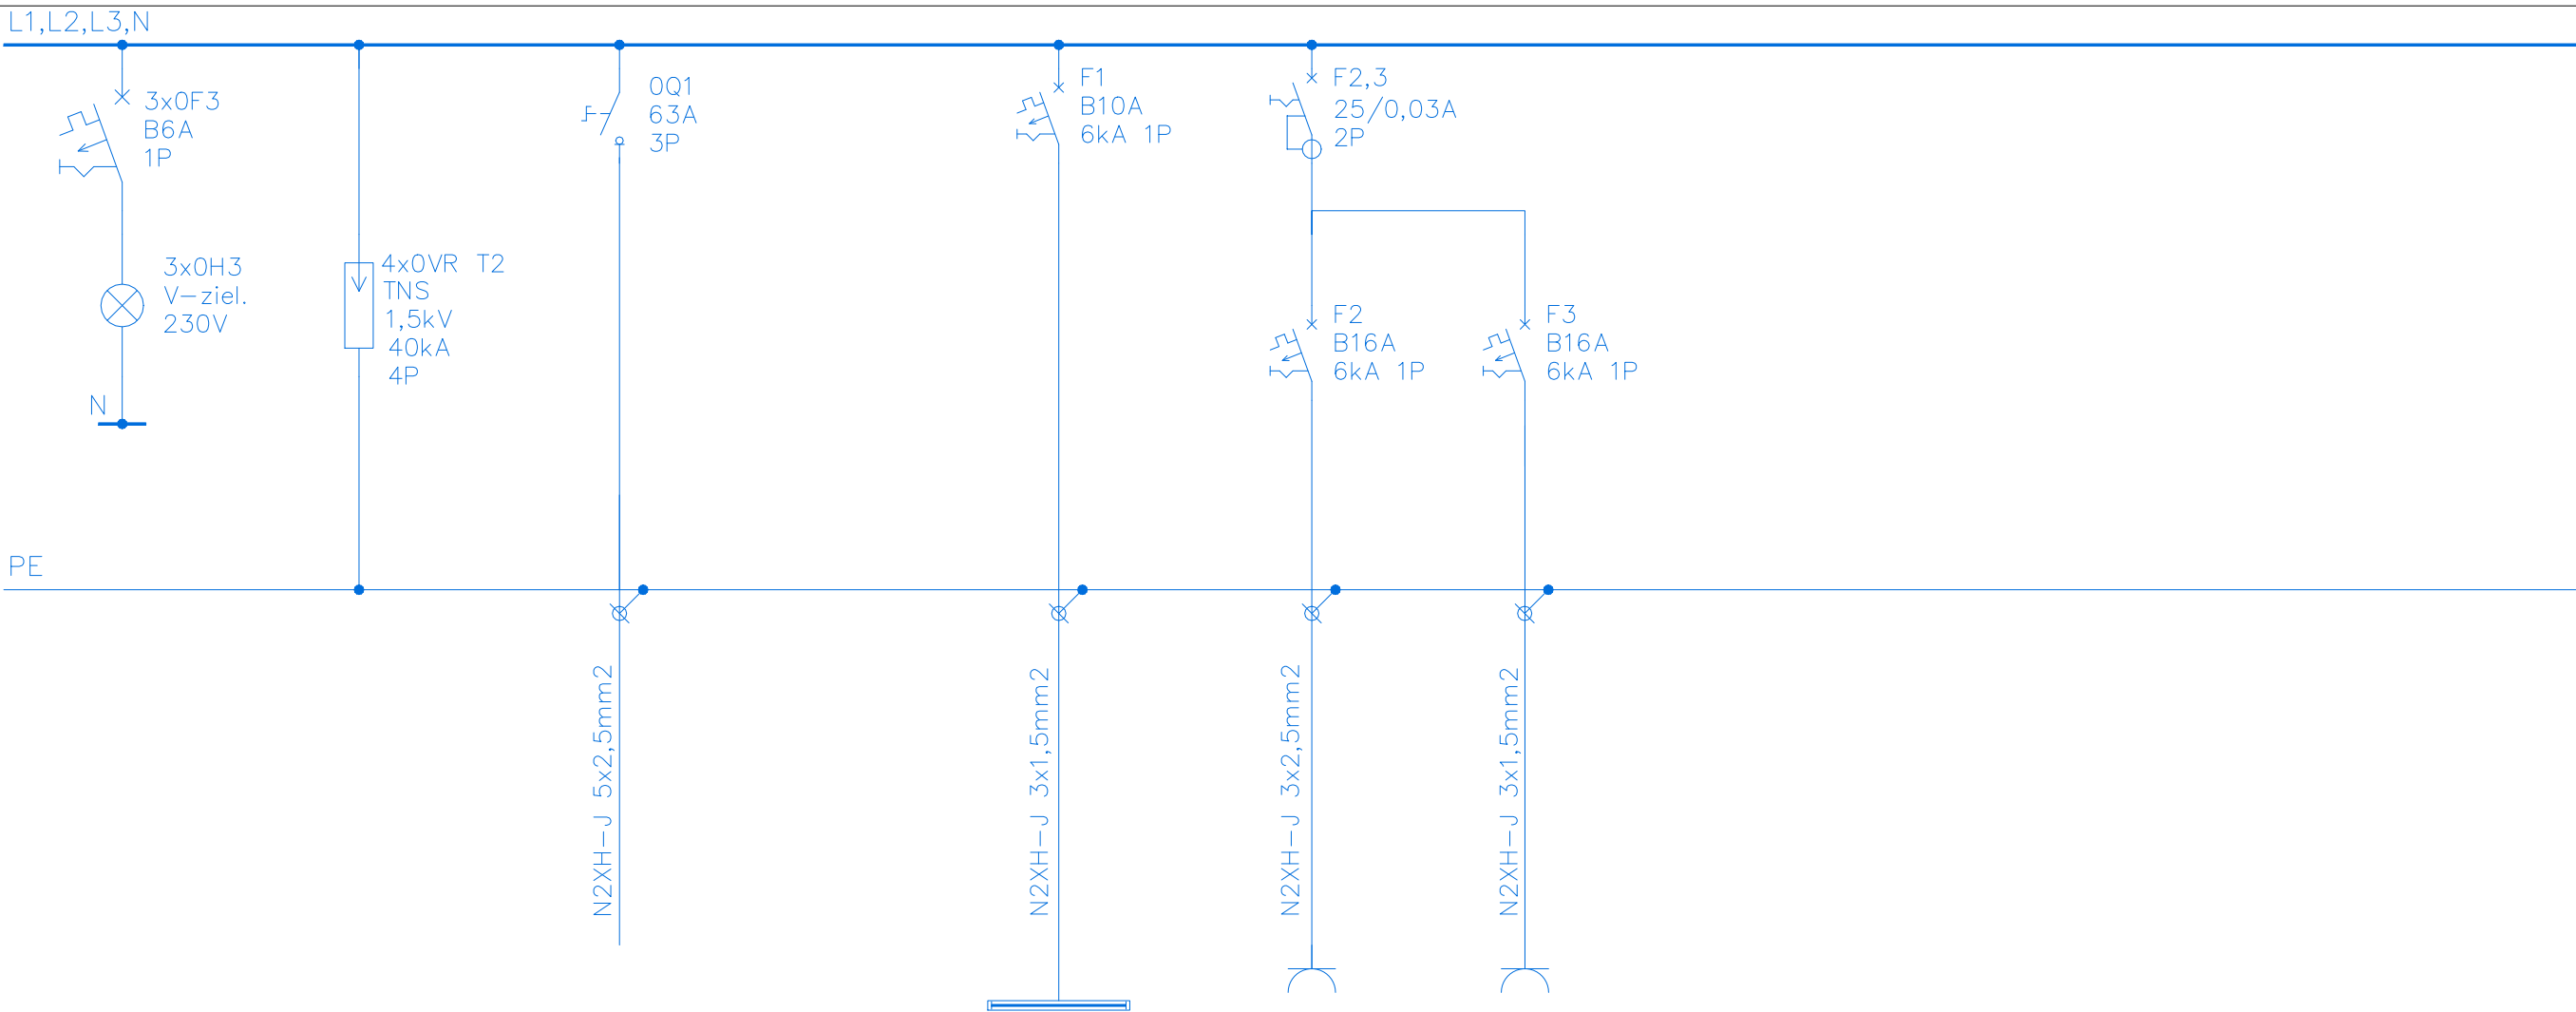 L1,L2,L3,N
3x0F3
B6A
1P
3x0H3
V-ziel.
230V
N
4x0VR T2
TNS
1,5kV
40kA
4P
0Q1
63A
3P
F1
B10A
6kA 1P
F2,3
25/0,03A
2P
F2
B16A
6kA 1P
F3
B16A
6kA 1P
PE
N2XH-J 5x2,5mm2
N2XH-J 3x1,5mm2
N2XH-J 3x2,5mm2
N2XH-J 3x1,5mm2